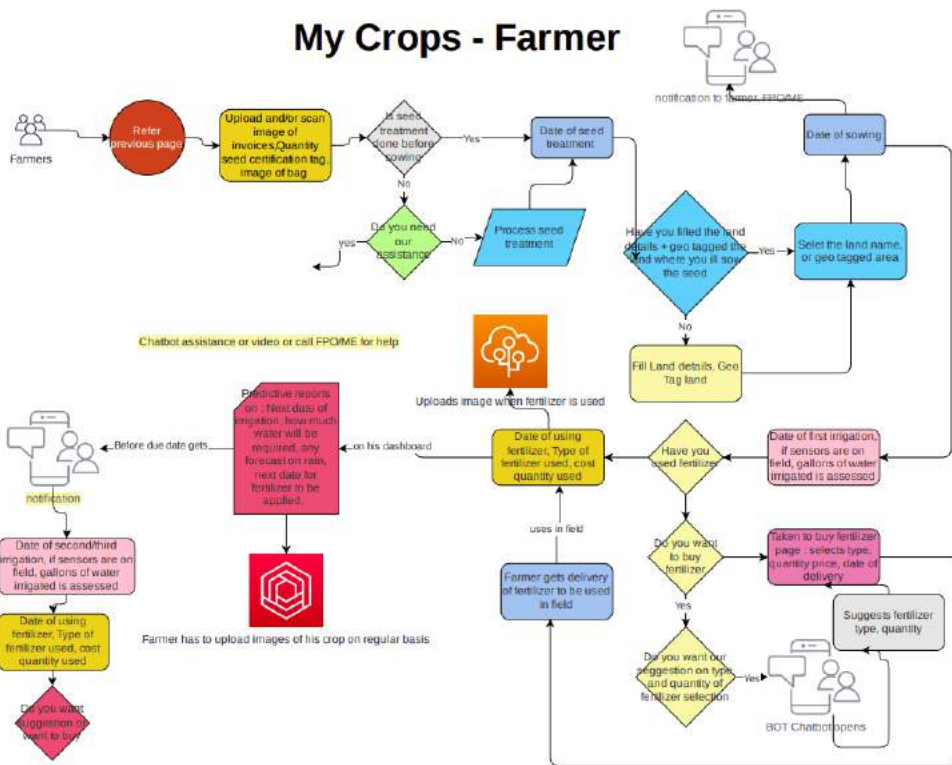 My Crops - Farmer
notification to farmer, FPO/ME
Farmers
Refer
previous page
Upload and/or scan
image of
invoices,Quantity
seed certification tag,
image of bag
Is seed
treatment
done before
sowing
Yes
Date of seed
treatment
Date of sowing
No
Do you need
our
assistance
yes
No
Process seed
treatment
Have you filled the land
details + geo tagged the
land where you ill sow
the seed
Yes
Selet the land name,
or geo tagged area
No
Fill Land details, Geo
Tag land
Chatbot assistance or video or call FPO/ME for help
Uploads image when fertilizer is used
Predictive reports
on : Next date of
irrigation, how much
water will be
required, any
forecast on rain,
next date for
fertilizer to be
applied.
Before due date gets
on his dashboard
Date of using
fertilizer, Type of
fertilizer used, cost
quantity used
Have you
used fertilizer
Date of first irrigation,
if sensors are on
field, gallons of water
irrigated is assessed
notification
uses in field
Date of second/third
irrigation, if sensors are on
field, gallons of water
irrigated is assessed
Farmer gets delivery
of fertilizer to be used
in field
Do you want
to buy
fertilizer
Taken to buy fertilizer
page : selects type,
quantity price, date of
delivery
Yes
Suggests fertilizer
type, quantity
Date of using
fertilizer, Type of
fertilizer used, cost
quantity used
Farmer has to upload images of his crop on regular basis
Do you want our
seggestion on type
and quantity of
fertilizer selection
Yes
BOT Chatbot opens
Do you want
suggestion or
want to buy